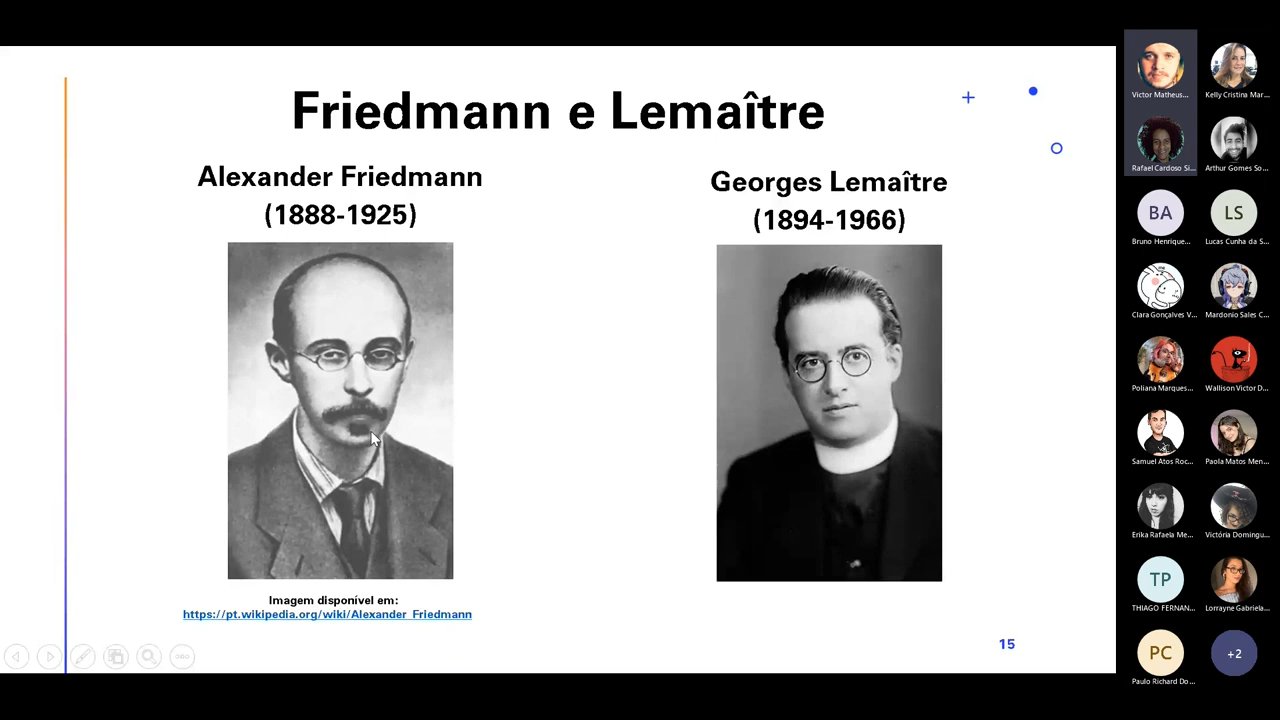 Friedmann e Lemaître
Alexander Friedmann
(1888-1925)
Georges Lemaître
(1894-1966)
Imagem disponível em:
https://pt.wikipedia.org/wiki/Alexander_Friedmann
15
Victor Matheus...
Kelly Cristina Mar...
Rafael Cardoso Si...
Arthur Gomes So...
BA
LS
Bruno Henrique...
Lucas Cunha da S...
Clara Gonçalves V...
Mardonio Sales C...
Poliana Marques...
Wallison Victor D...
Samuel Atos Roc...
Paola Matos Men...
Erika Rafaela Me...
Victória Domingu...
TP
THIAGO FERNAN...
Lorrayne Gabriela...
PC
+2
Paulo Richard Do...